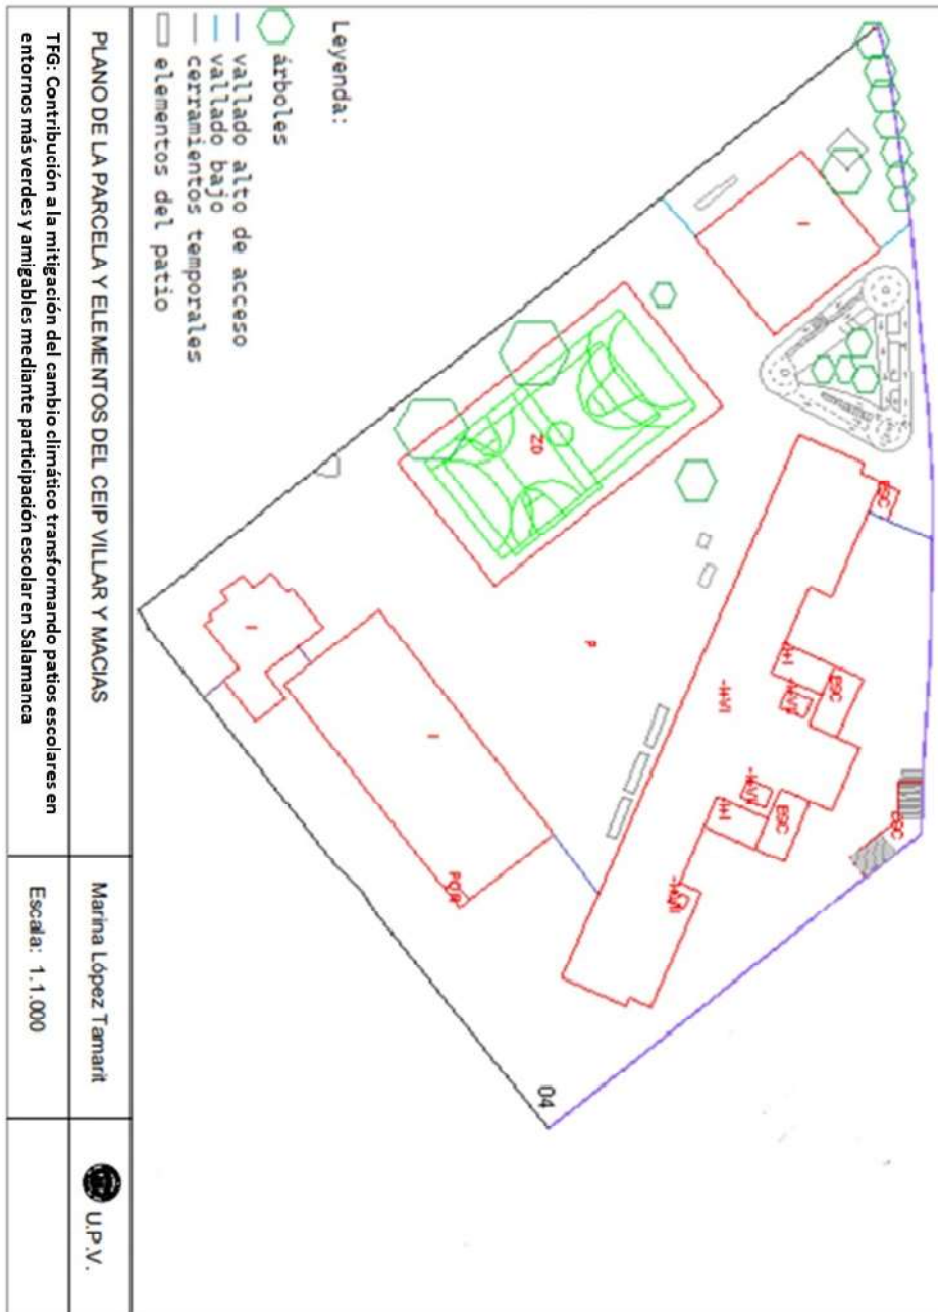 Leyenda:
árboles
vallado alto de acceso
vallado bajo
cerramientos temporales
elementos del patio
I
ZD
ESC
P
I+I
ESC
-I+VI
I
I
I+I
ESC
ESC
POR
04
PLANO DE LA PARCELA Y ELEMENTOS DEL CEIP VILLAR Y MACIAS
Marina López Tamarit
U.P.V.
TFG: Contribución a la mitigación del cambio climático transformando patios escolares en
entornos más verdes y amigables mediante participación escolar en Salamanca
Escala: 1.1.000